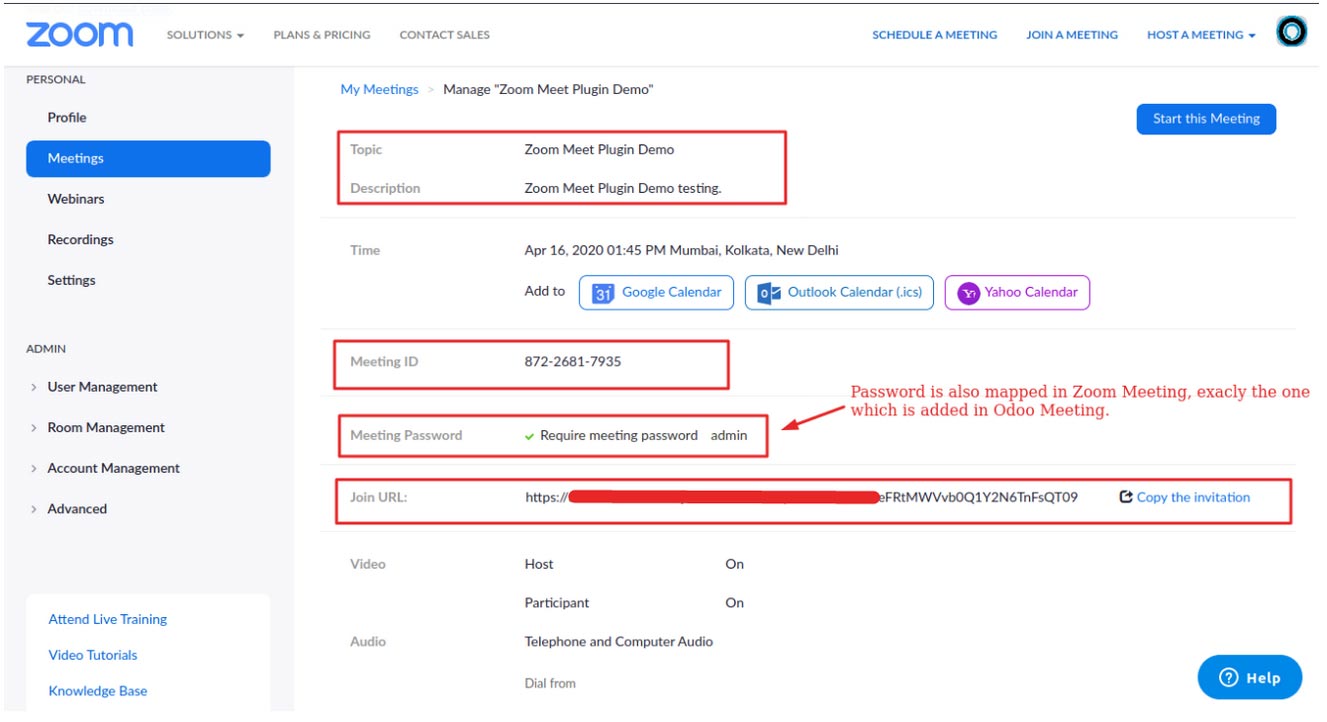 zoom SOLUTIONS PLANS & PRICING CONTACT SALES SCHEDULE A MEETING JOIN A MEETING HOST A MEETING
PERSONAL
Profile
Meetings
Webinars
Recordings
Settings
ADMIN
> User Management
> Room Management
> Account Management
> Advanced
Attend Live Training
Video Tutorials
Knowledge Base
My Meetings > Manage "Zoom Meet Plugin Demo"
Start this Meeting
Topic Zoom Meet Plugin Demo
Description Zoom Meet Plugin Demo testing.
Time Apr 16, 2020 01:45 PM Mumbai, Kolkata, New Delhi
Add to 31 Google Calendar Outlook Calendar (.ics) Yahoo Calendar
Meeting ID 872-2681-7935
Password is also mapped in Zoom Meeting, exacly the one
which is added in Odoo Meeting.
Meeting Password Require meeting password admin
Join URL: https:// eFRtMWVvb0Q1Y2N6TnFsQT09 Copy the invitation
Video Host On
Participant On
Audio Telephone and Computer Audio
Dial from
? Help